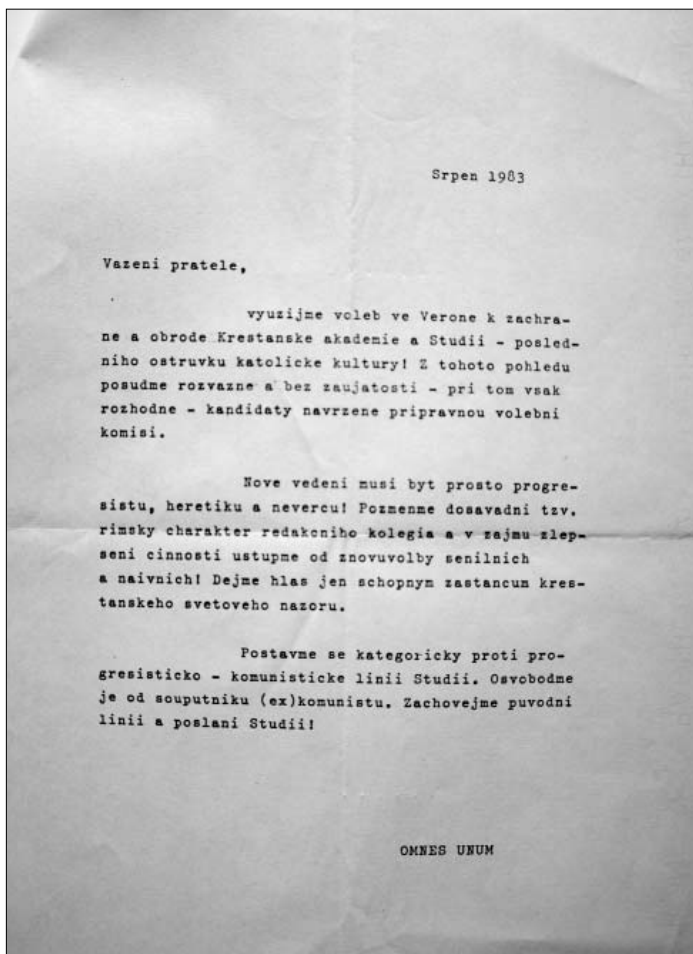 Srpen 1983
Vazeni pratele,
vyuzijme voleb ve Verone k zachra-
ne a obrode Krestanske akademie a Studii - posled-
niho ostruvku katolicke kultury! Z tohoto pohledu
posudme rozvazne a bez zaujatosti - pri tom vsak
rozhodne - kandidaty navrzene pripravnou volebni
komisi.
Nove vedeni musi byt prosto progre-
sistu, heretiku a nevercu! Pozmenme dosavadni tzv.
rimsky charakter redakcniho kolegia a v zajmu zlep-
seni cinnosti ustupme od znovuvolby senilnich
a naivnich! Dejme hlas jen schopnym zastancum kres-
tanskeho svetoveho nazoru.
Postavme se kategoricky proti pro-
gresisticko - komunisticke linii Studii. Osvobodme
je od souputniku (ex)komunistu. Zachovejme puvodni
linii a poslani Studii!
OMNES UNUM